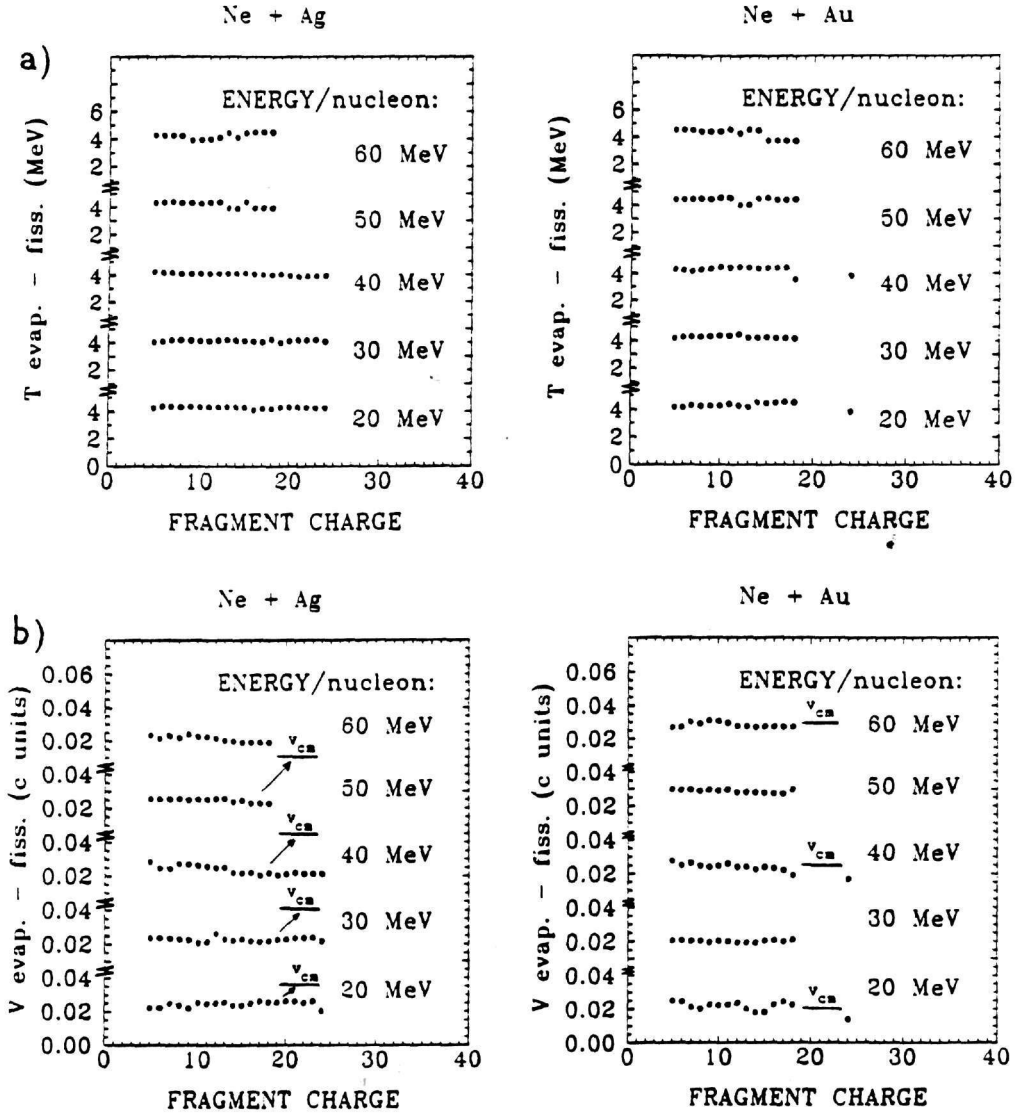 Ne + Ag
Ne + Au
a)
T evap. - fiss. (MeV)
6
4
2
4
2
4
2
4
2
4
2
0
ENERGY/nucleon:
60 MeV
50 MeV
40 MeV
30 MeV
20 MeV
0 10 20 30 40
FRAGMENT CHARGE
T evap. - fiss. (MeV)
6
4
2
4
2
4
2
4
2
4
2
0
ENERGY/nucleon:
60 MeV
50 MeV
40 MeV
30 MeV
20 MeV
0 10 20 30 40
FRAGMENT CHARGE
Ne + Ag
Ne + Au
b)
V evap. - fiss. (c units)
0.06
0.04
0.02
0.04
0.02
0.04
0.02
0.04
0.02
0.04
0.02
0.00
ENERGY/nucleon:
60 MeV
vcm
50 MeV
vcm
40 MeV
vcm
30 MeV
vcm
20 MeV
0 10 20 30 40
FRAGMENT CHARGE
V evap. - fiss. (c units)
0.06
0.04
0.02
0.04
0.02
0.04
0.02
0.04
0.02
0.04
0.02
0.00
ENERGY/nucleon:
vcm
60 MeV
50 MeV
vcm
40 MeV
30 MeV
vcm
20 MeV
0 10 20 30 40
FRAGMENT CHARGE